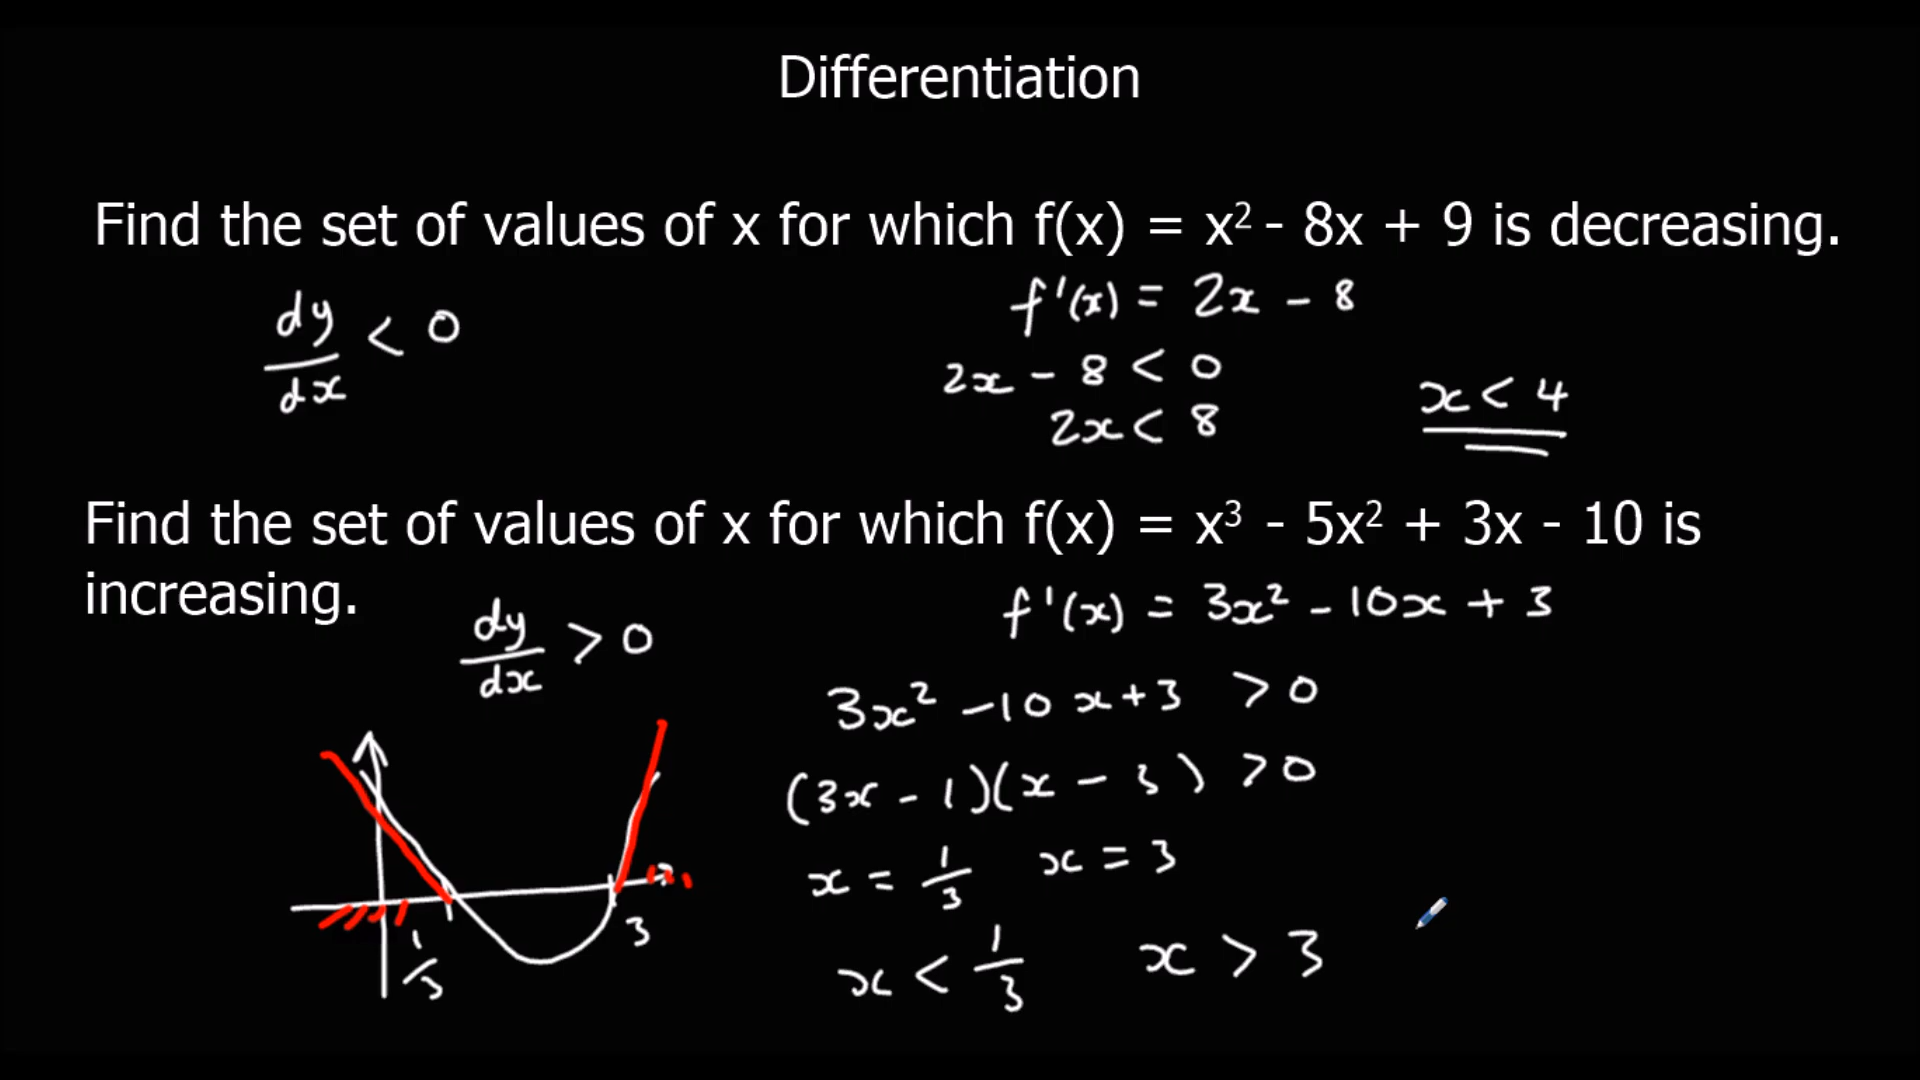 Differentiation
Find the set of values of x for which f(x) = x² - 8x + 9 is decreasing.
dy/dx < 0
f'(x) = 2x - 8
2x - 8 < 0
2x < 8
x < 4
Find the set of values of x for which f(x) = x³ - 5x² + 3x - 10 is
increasing.
dy/dx > 0
f'(x) = 3x² - 10x + 3
3x² - 10x + 3 > 0
(3x - 1)(x - 3) > 0
x = 1/3 x = 3
x < 1/3 x > 3
1/3 3